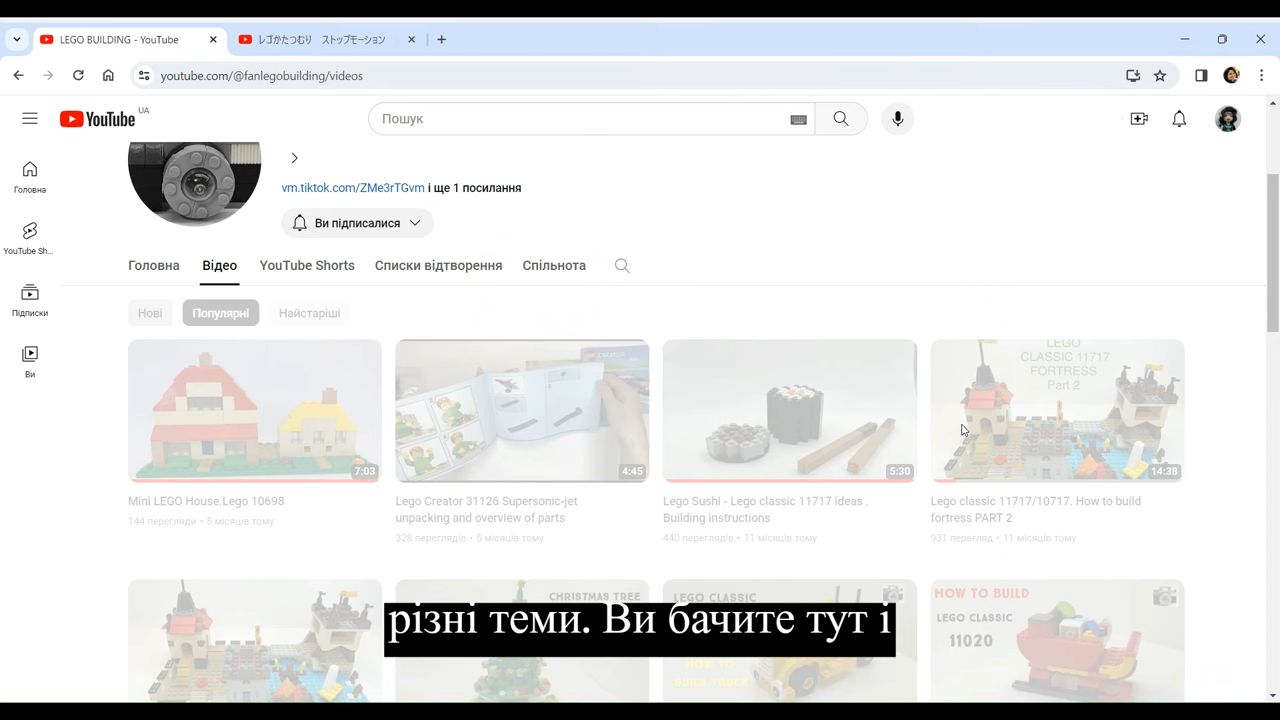 LEGO BUILDING - YouTube
レゴかたつむり ストップモーション
youtube.com/@fanlegobuilding/videos
YouTube UA
Пошук
Головна
YouTube Sh...
Підписки
Ви
vm.tiktok.com/ZMe3rTGvm і ще 1 посилання
Ви підписалися
Головна Відео YouTube Shorts Списки відтворення Спільнота
Нові Популярні Найстаріші
7:03
4:45
5:30
LEGO
CLASSIC 11717
FORTRESS
Part 2
14:38
Mini LEGO House.Lego 10698
144 перегляди • 5 місяців тому
Lego Creator 31126 Supersonic-jet
unpacking and overview of parts
328 переглядів • 5 місяців тому
Lego Sushi - Lego classic 11717 ideas .
Building instructions
440 переглядів • 11 місяців тому
Lego classic 11717/10717. How to build
fortress PART 2
931 перегляд • 11 місяців тому
CHRISTMAS TREE
LEGO CLASSIC
HOW TO
BUILD TRUCK
HOW TO BUILD
LEGO CLASSIC
11020
різні теми. Ви бачите тут і